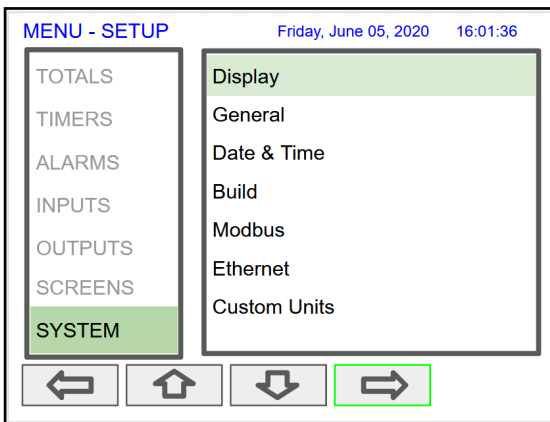 MENU - SETUP Friday, June 05, 2020 16:01:36
TOTALS
TIMERS
ALARMS
INPUTS
OUTPUTS
SCREENS
SYSTEM
Display
General
Date & Time
Build
Modbus
Ethernet
Custom Units